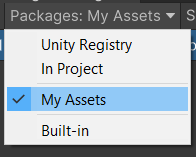 Packages: My Assets
S
Unity Registry
In Project
My Assets
Built-in